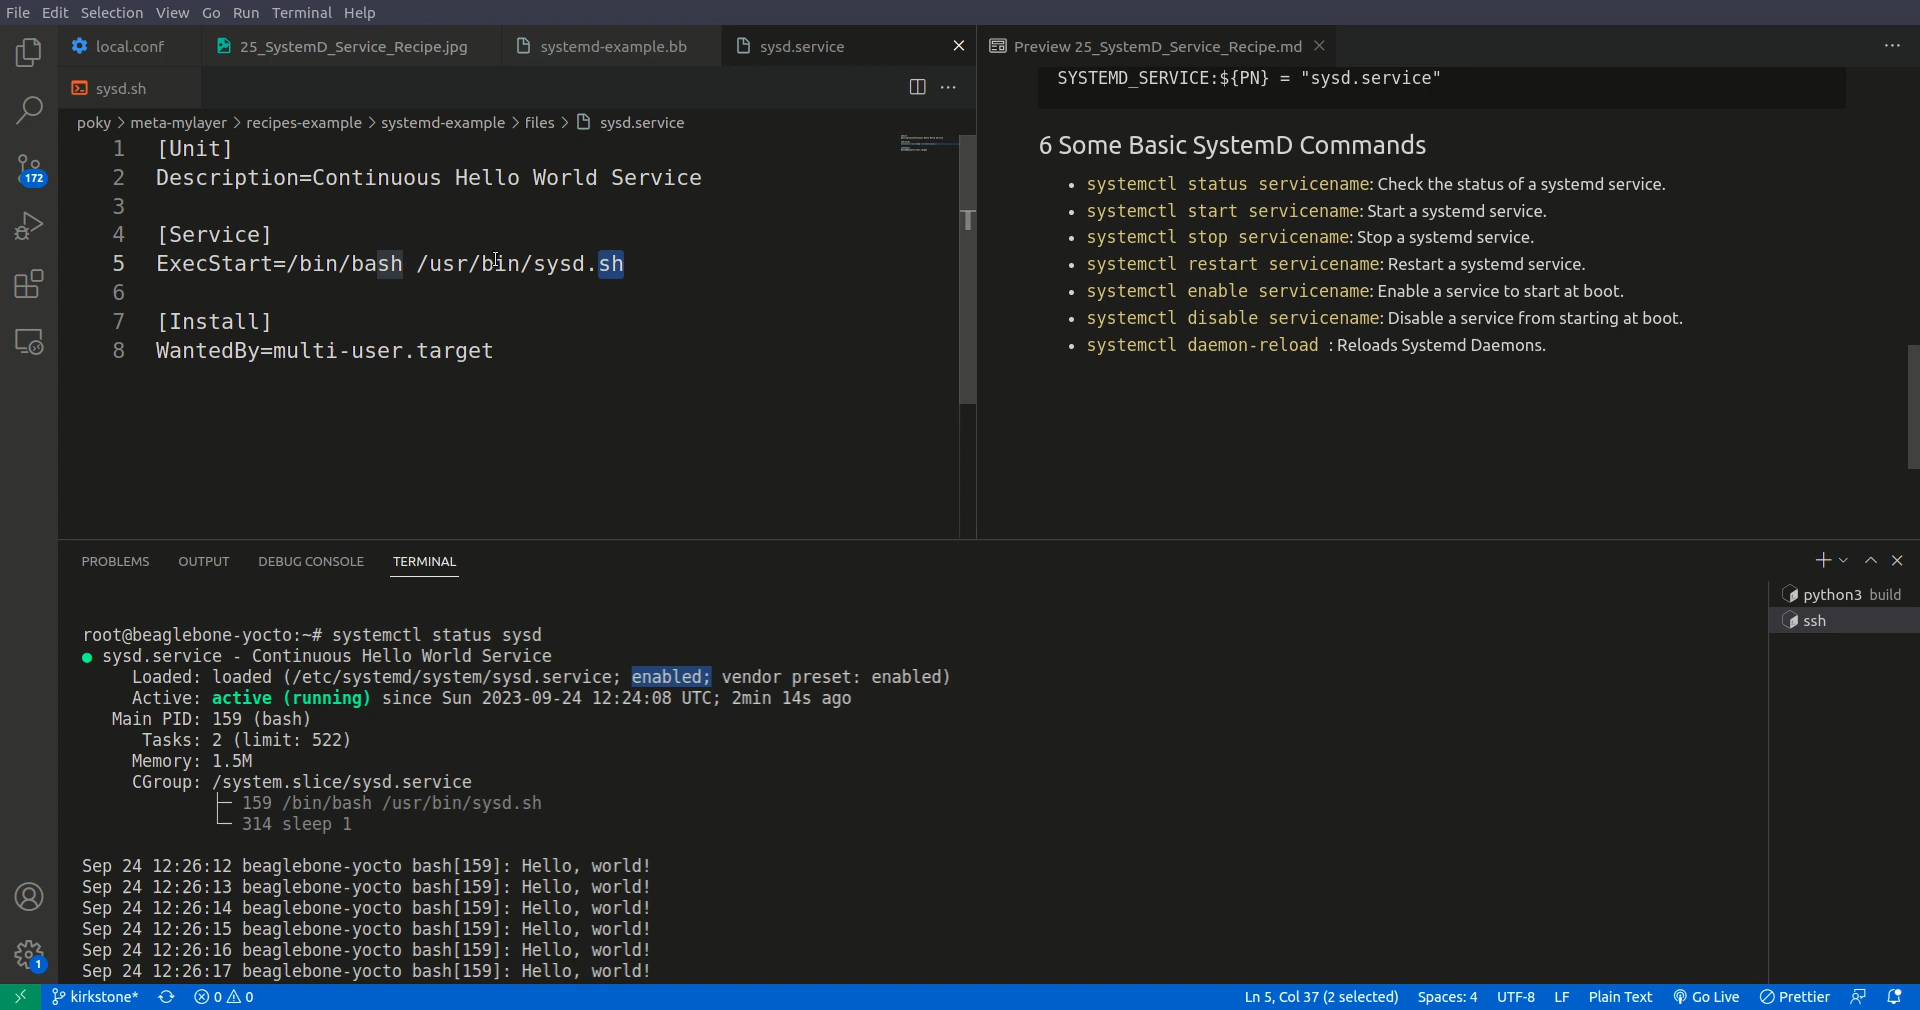 File Edit Selection View Go Run Terminal Help
local.conf 25_SystemD_Service_Recipe.jpg systemd-example.bb sysd.service
sysd.sh
poky > meta-mylayer > recipes-example > systemd-example > files > sysd.service
1 [Unit]
2 Description=Continuous Hello World Service
3
4 [Service]
5 ExecStart=/bin/bash /usr/bin/sysd.sh
6
7 [Install]
8 WantedBy=multi-user.target
172
Preview 25_SystemD_Service_Recipe.md
SYSTEMD_SERVICE:${PN} = "sysd.service"
6 Some Basic SystemD Commands
• systemctl status servicename: Check the status of a systemd service.
• systemctl start servicename: Start a systemd service.
• systemctl stop servicename: Stop a systemd service.
• systemctl restart servicename: Restart a systemd service.
• systemctl enable servicename: Enable a service to start at boot.
• systemctl disable servicename: Disable a service from starting at boot.
• systemctl daemon-reload : Reloads Systemd Daemons.
PROBLEMS OUTPUT DEBUG CONSOLE TERMINAL
python3 build
ssh
root@beaglebone-yocto:~# systemctl status sysd
● sysd.service - Continuous Hello World Service
Loaded: loaded (/etc/systemd/system/sysd.service; enabled; vendor preset: enabled)
Active: active (running) since Sun 2023-09-24 12:24:08 UTC; 2min 14s ago
Main PID: 159 (bash)
Tasks: 2 (limit: 522)
Memory: 1.5M
CGroup: /system.slice/sysd.service
├─ 159 /bin/bash /usr/bin/sysd.sh
└─ 314 sleep 1
Sep 24 12:26:12 beaglebone-yocto bash[159]: Hello, world!
Sep 24 12:26:13 beaglebone-yocto bash[159]: Hello, world!
Sep 24 12:26:14 beaglebone-yocto bash[159]: Hello, world!
Sep 24 12:26:15 beaglebone-yocto bash[159]: Hello, world!
Sep 24 12:26:16 beaglebone-yocto bash[159]: Hello, world!
Sep 24 12:26:17 beaglebone-yocto bash[159]: Hello, world!
1
kirkstone* 0 0 Ln 5, Col 37 (2 selected) Spaces: 4 UTF-8 LF Plain Text Go Live Prettier